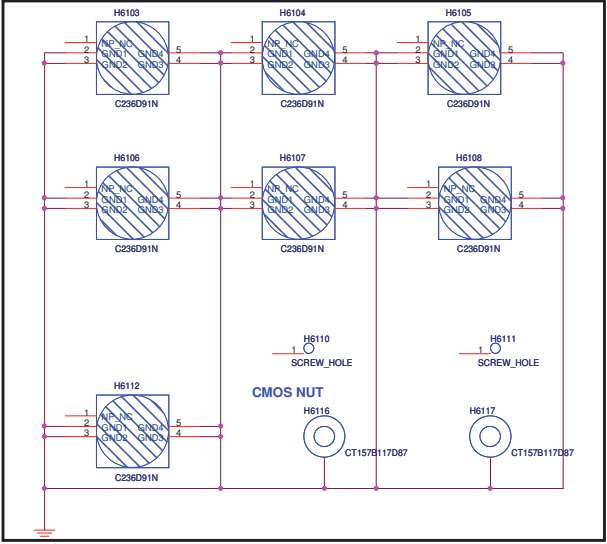 H6103 H6104 H6105
1 NP_NC 1 NP_NC 1 NP_NC
2 GND1 GND4 5 2 GND1 GND4 5 2 GND1 GND4 5
3 GND2 GND3 4 3 GND2 GND3 4 3 GND2 GND3 4
C236D91N C236D91N C236D91N
H6106 H6107 H6108
1 NP_NC 1 NP_NC 1 NP_NC
2 GND1 GND4 5 2 GND1 GND4 5 2 GND1 GND4 5
3 GND2 GND3 4 3 GND2 GND3 4 3 GND2 GND3 4
C236D91N C236D91N C236D91N
H6110 H6111
1 1
SCREW_HOLE SCREW_HOLE
H6112 CMOS NUT
H6116 H6117
1 NP_NC
2 GND1 GND4 5
3 GND2 GND3 4
CT157B117D87 CT157B117D87
C236D91N